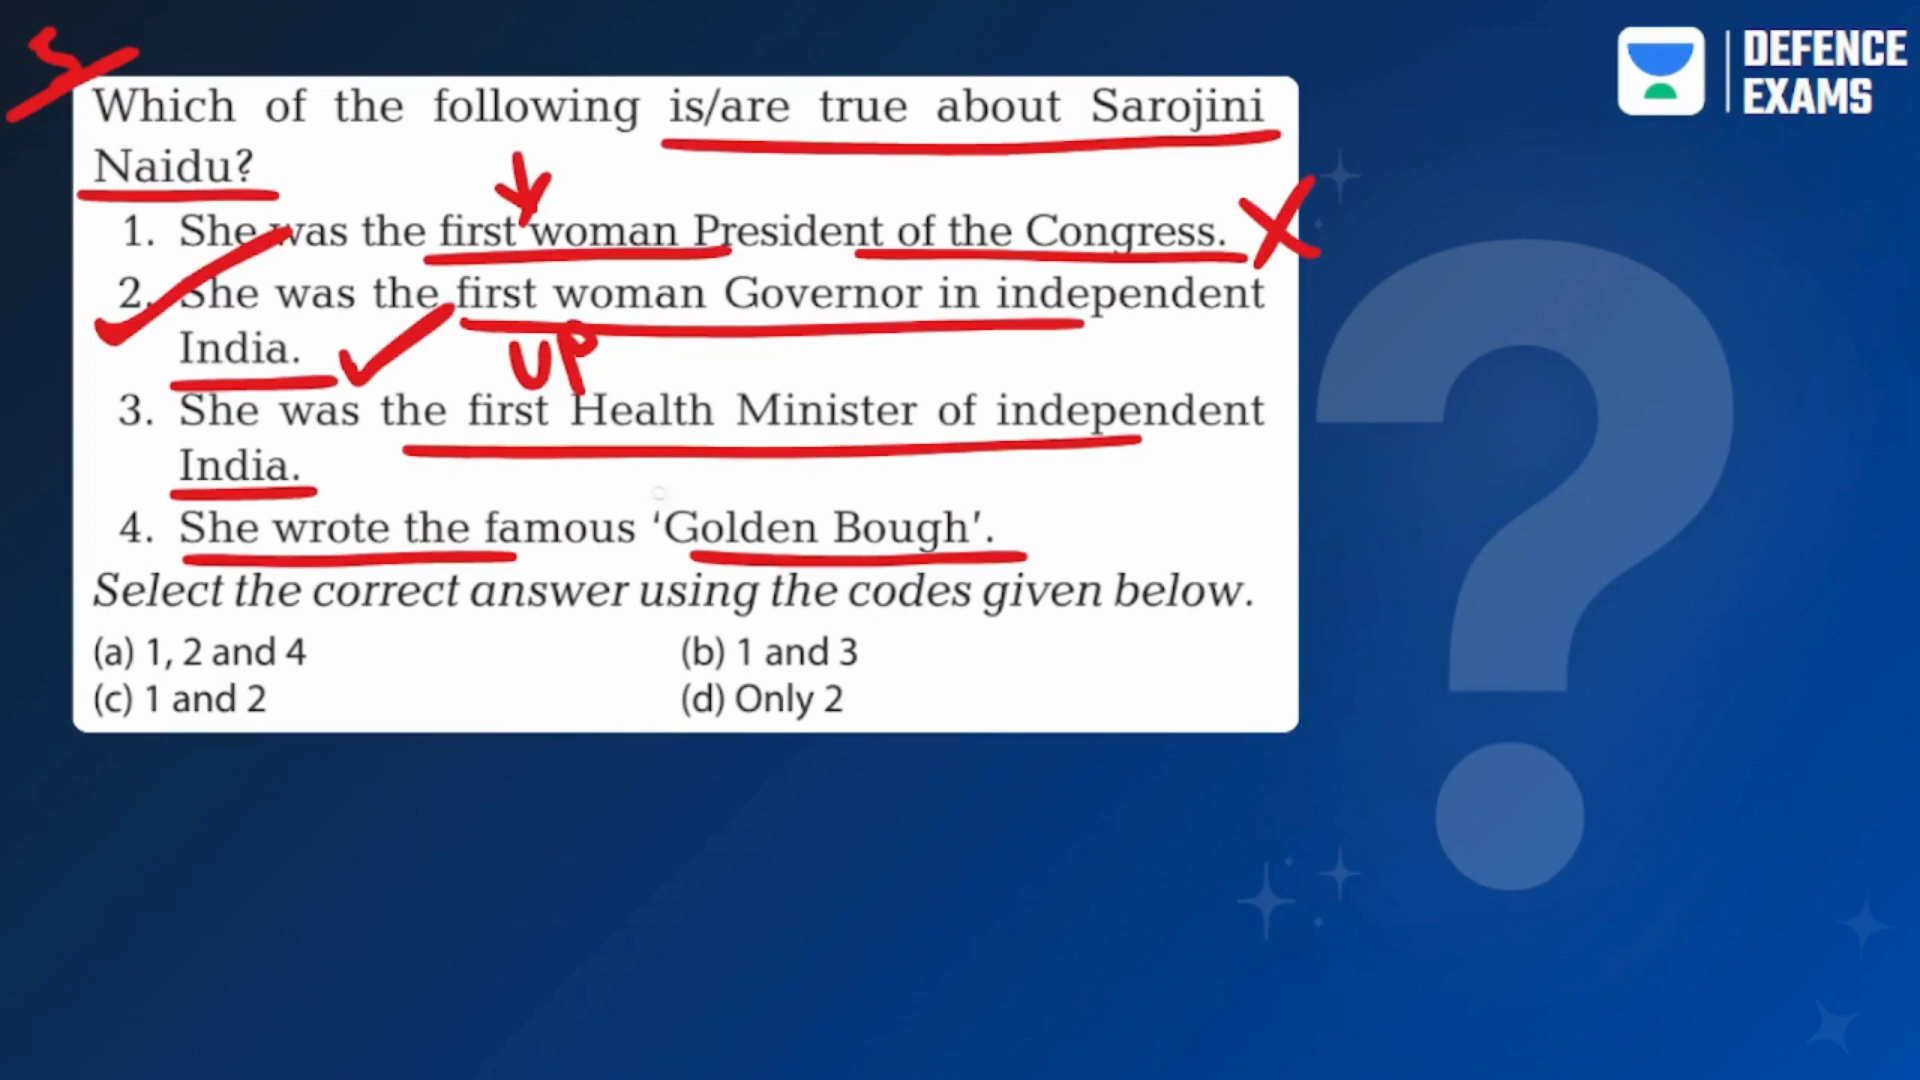 5
DEFENCE
EXAMS
Which of the following is/are true about Sarojini
Naidu?
1. She was the first woman President of the Congress.
2. She was the first woman Governor in independent
India.
UP
3. She was the first Health Minister of independent
India.
4. She wrote the famous ‘Golden Bough’.
Select the correct answer using the codes given below.
(a) 1, 2 and 4 (b) 1 and 3
(c) 1 and 2 (d) Only 2